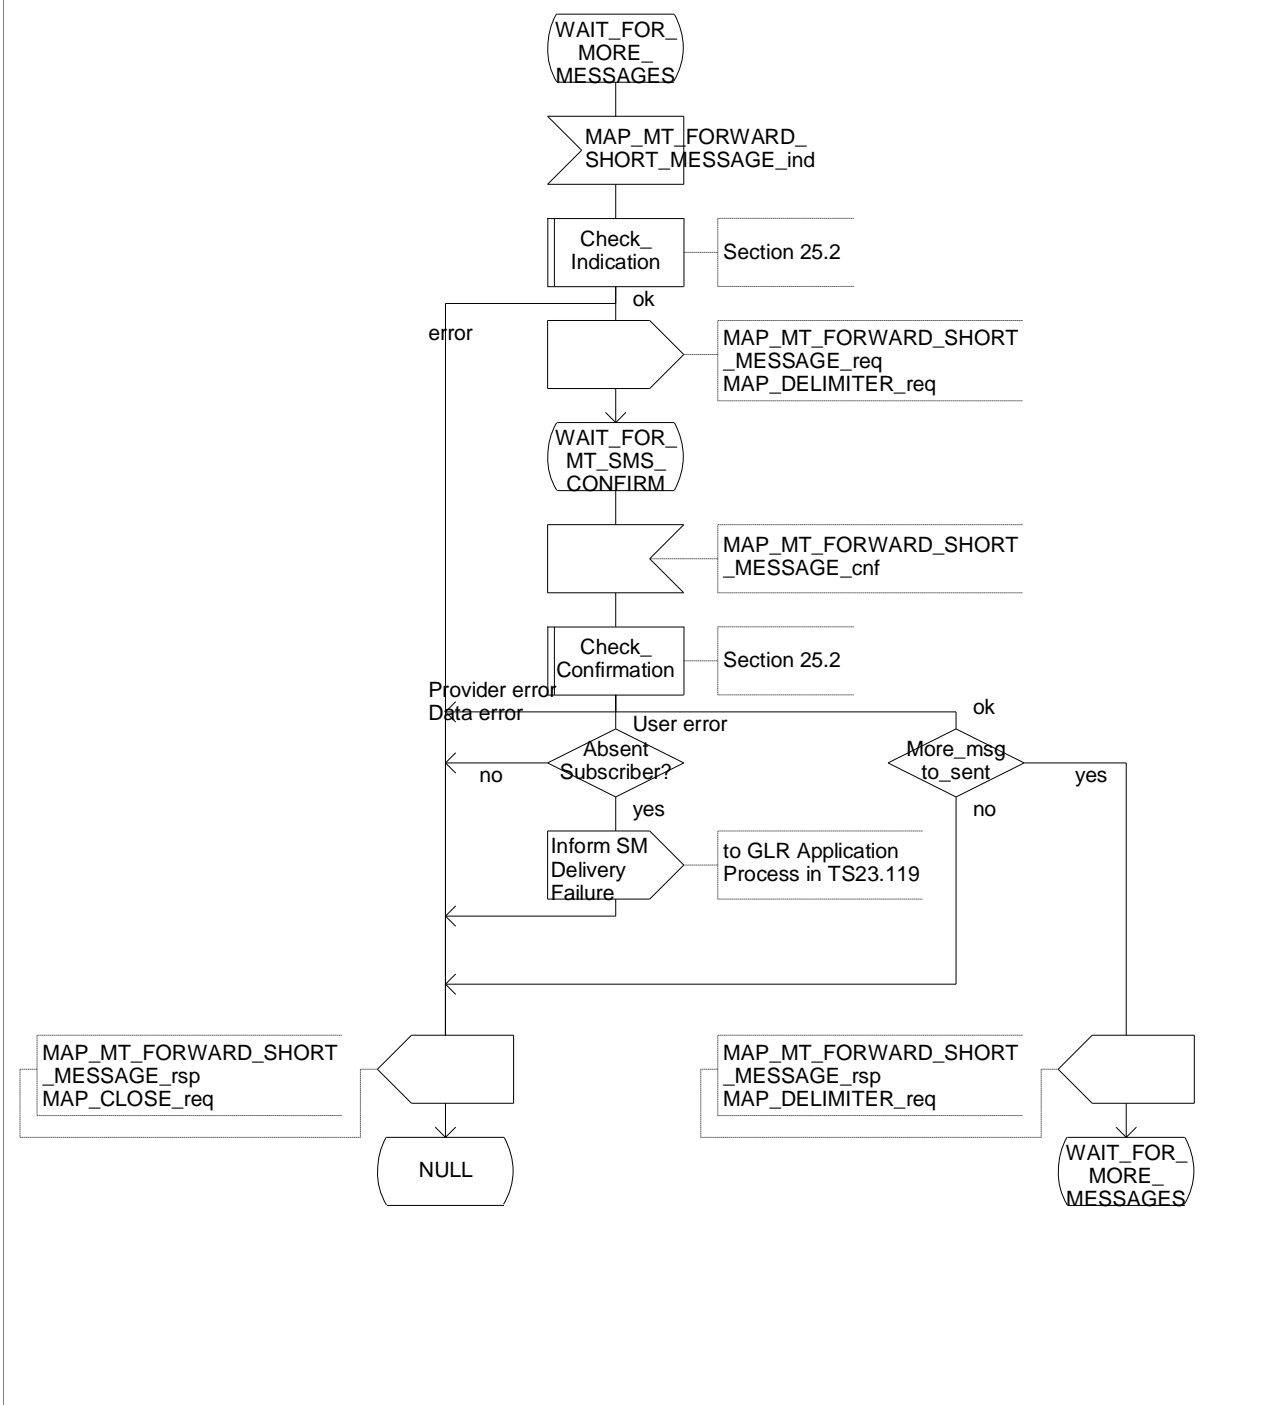 WAIT_FOR_
MORE_
MESSAGES
MAP_MT_FORWARD_
SHORT_MESSAGE_ind
Check_
Indication
Section 25.2
ok
error
MAP_MT_FORWARD_SHORT
_MESSAGE_req
MAP_DELIMITER_req
WAIT_FOR_
MT_SMS_
CONFIRM
MAP_MT_FORWARD_SHORT
_MESSAGE_cnf
Check_
Confirmation
Section 25.2
Provider error
Data error
User error
ok
Absent
Subscriber?
no
yes
More_msg
to_sent
yes
no
Inform SM
Delivery
Failure
to GLR Application
Process in TS23.119
MAP_MT_FORWARD_SHORT
_MESSAGE_rsp
MAP_CLOSE_req
MAP_MT_FORWARD_SHORT
_MESSAGE_rsp
MAP_DELIMITER_req
NULL
WAIT_FOR_
MORE_
MESSAGES